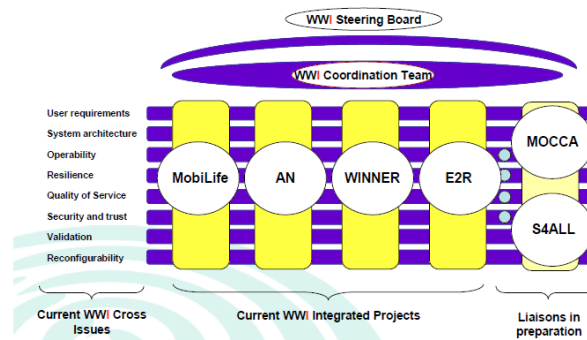 WWI Steering Board
WWI Coordination Team
User requirements
System architecture
Operability
Resilience
Quality of Service
Security and trust
Validation
Reconfigurability
MobiLife
AN
WINNER
E2R
MOCCA
S4ALL
Current WWI Cross
Issues
Current WWI Integrated Projects
Liaisons in
preparation